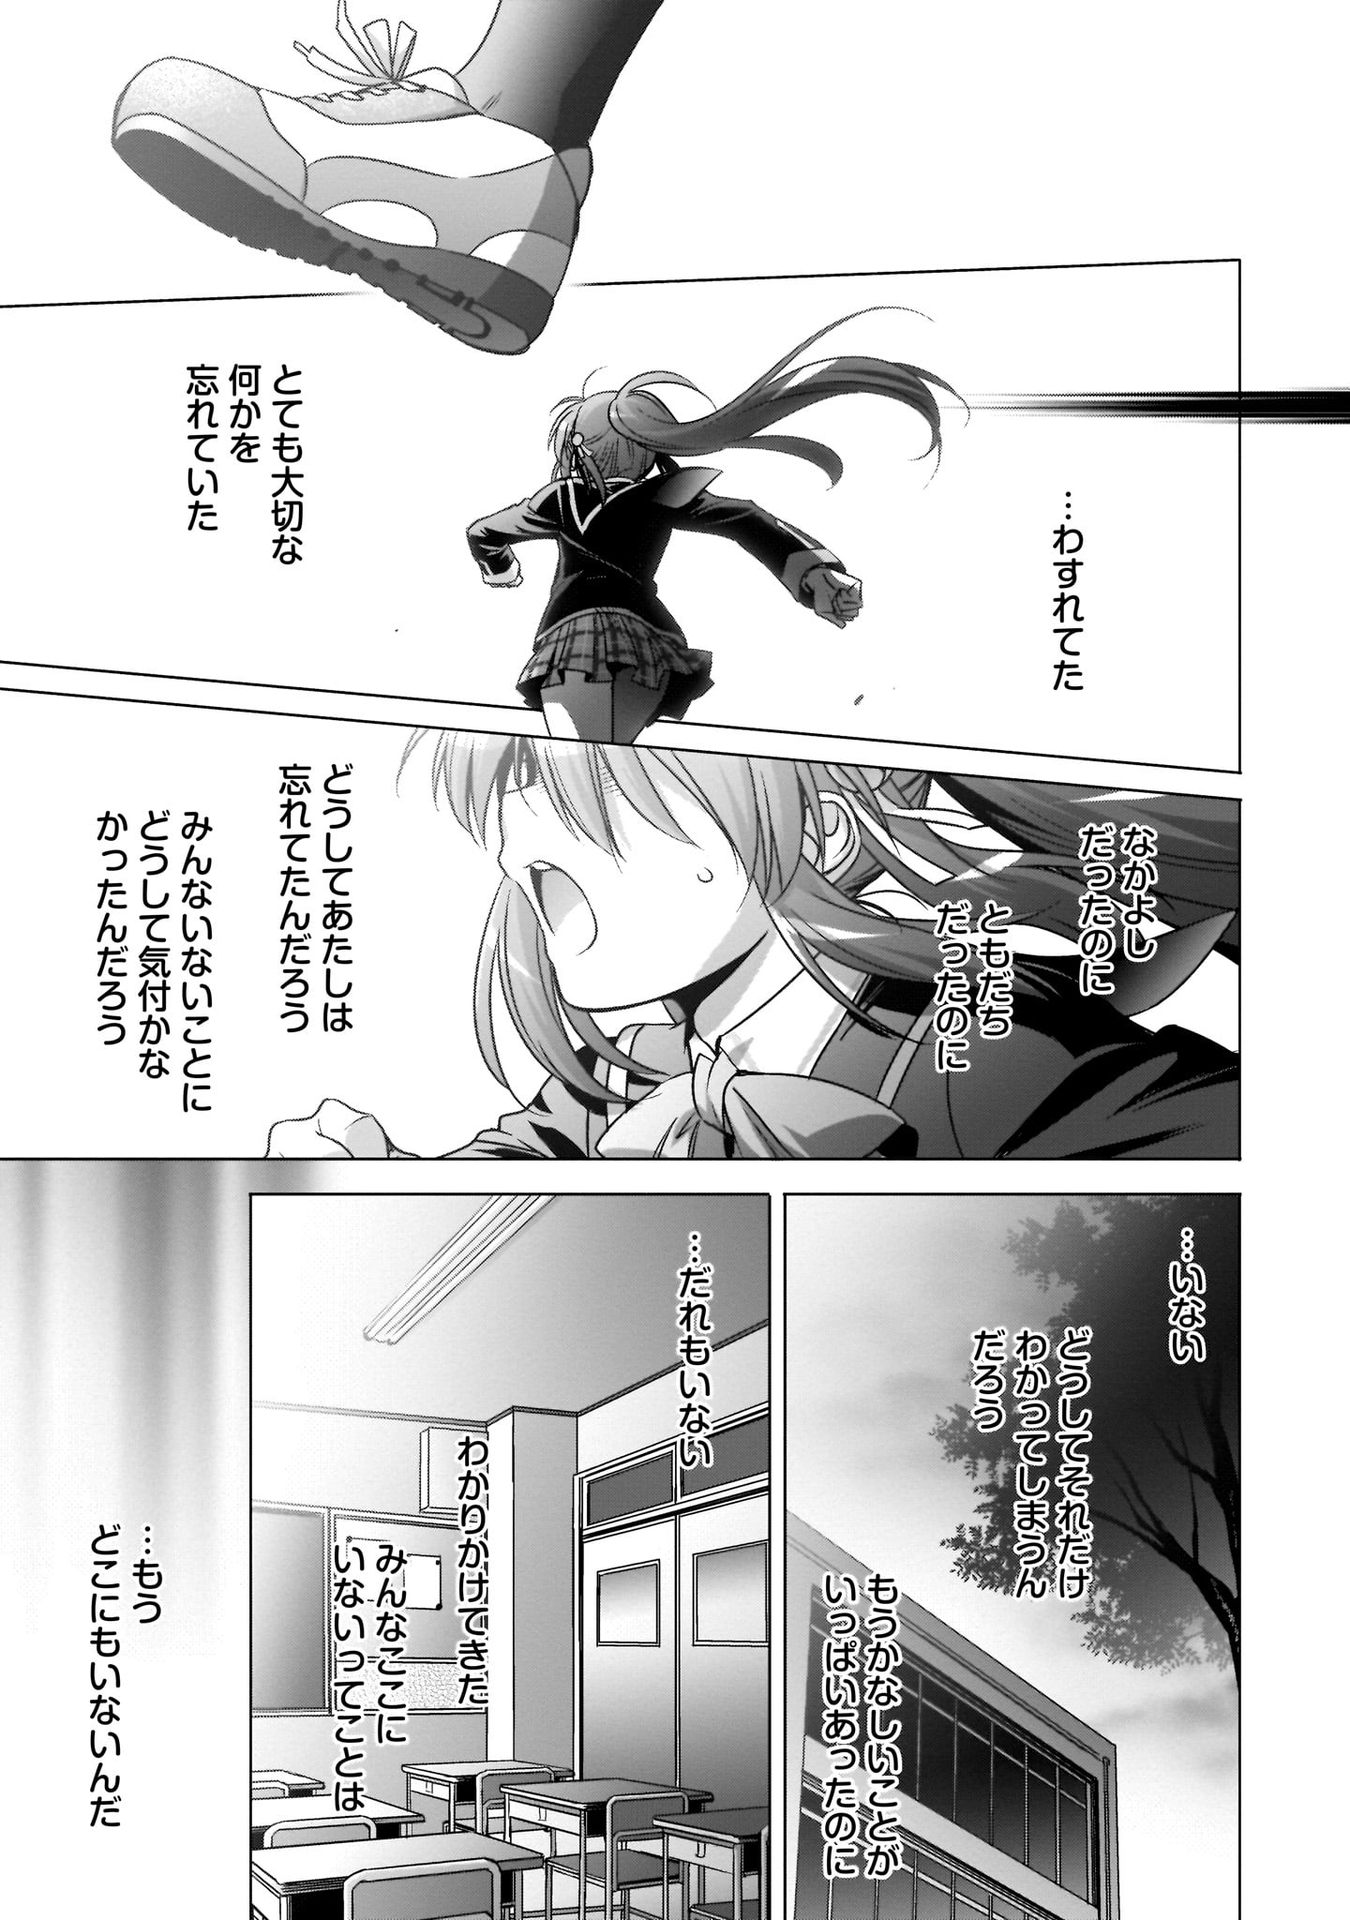 …わすれてた
とても大切な
何かを
忘れていた
なかよし
だったのに
ともだち
だったのに
どうしてあたしは
忘れてたんだろう
みんないないことに
どうして気付かな
かったんだろう
…いない
どうしてそれだけ
わかってしまうん
だろう
もうかなしいことが
いっぱいあったのに
…だれもいない
わかりかけてきた
みんなここに
いないってことは
…もう
どこにもいないんだ